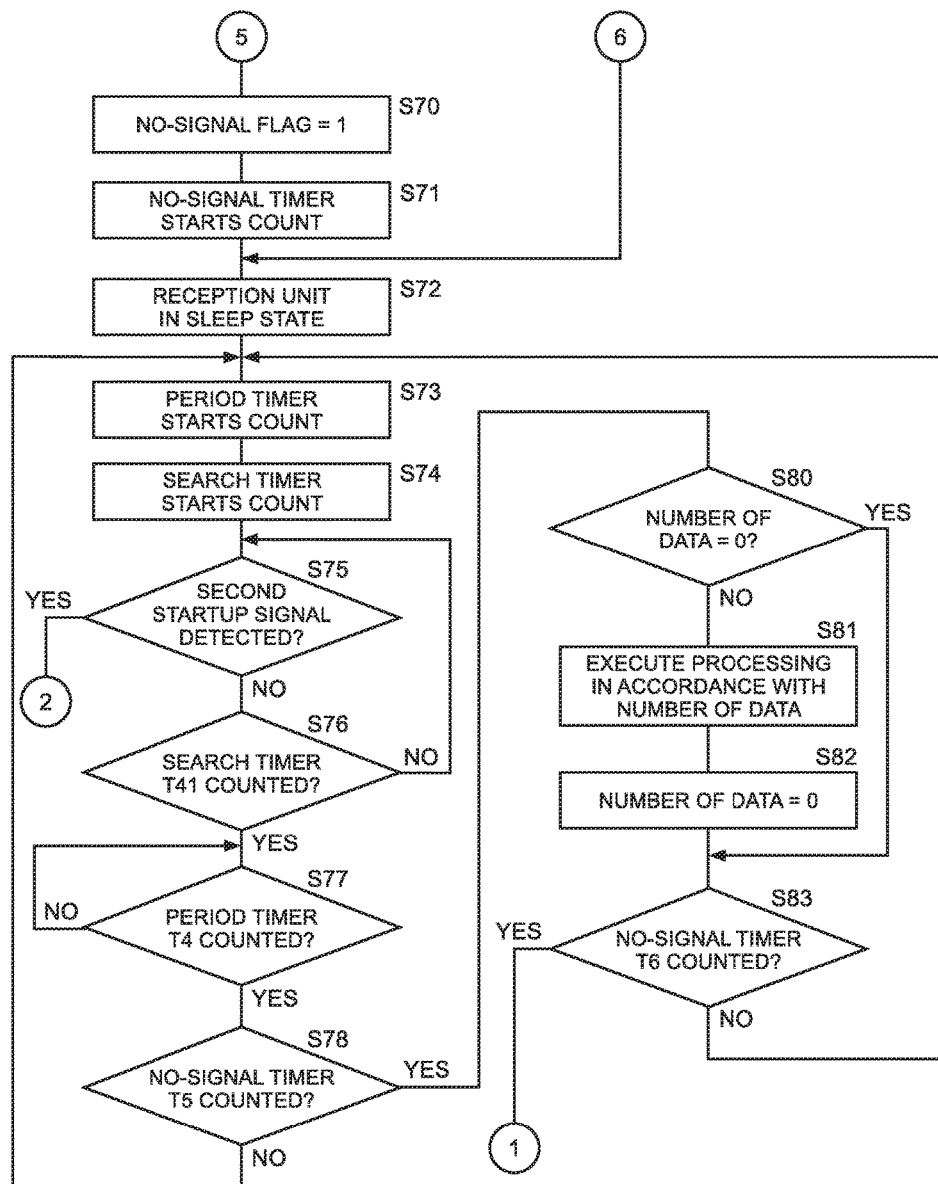 5
6
S70
NO-SIGNAL FLAG = 1
S71
NO-SIGNAL TIMER
STARTS COUNT
S72
RECEPTION UNIT
IN SLEEP STATE
S73
PERIOD TIMER
STARTS COUNT
S74
SEARCH TIMER
STARTS COUNT
S75
YES
SECOND
STARTUP SIGNAL
DETECTED?
2
NO
S76
SEARCH TIMER
T41 COUNTED?
NO
YES
S77
NO
PERIOD TIMER
T4 COUNTED?
YES
S78
YES
NO-SIGNAL TIMER
T5 COUNTED?
NO
S80
NUMBER OF
DATA = 0?
YES
NO
S81
EXECUTE PROCESSING
IN ACCORDANCE WITH
NUMBER OF DATA
S82
NUMBER OF DATA = 0
S83
YES
NO-SIGNAL TIMER
T6 COUNTED?
NO
1